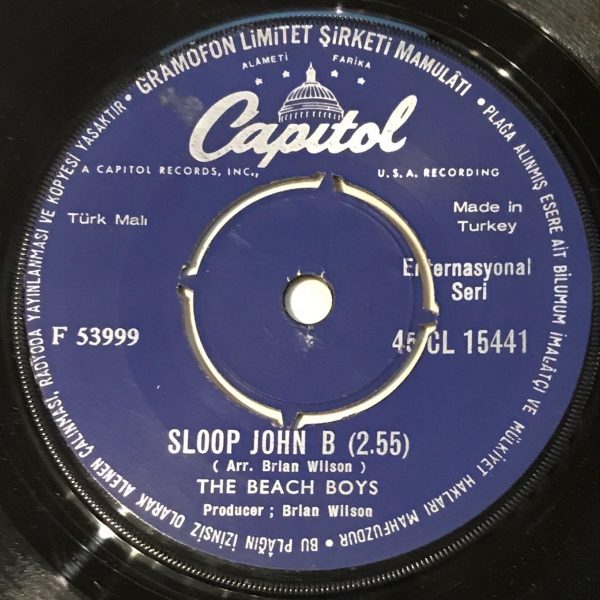 GRAMOFON LİMİTET ŞİRKETİ MAMULÂTI • PLAĞA ALINMIŞ ESERE AİT BİLUMUM İMALÂTÇI VE MÜLKİYET HAKLARI MAHFUZDUR • BU PLÂĞIN İZİNSİZ OLARAK ALENEN ÇALINMASI, RADYODA YAYINLANMASI VE KOPYESİ YASAKTIR •
ALÂMETİ FARİKA
Capitol
A CAPITOL RECORDS, INC., U.S.A. RECORDING
Türk Malı
Made in
Turkey
Enternasyonal
Seri
F 53999
45 CL 15441
SLOOP JOHN B (2.55)
( Arr. Brian Wilson )
THE BEACH BOYS
Producer ; Brian Wilson